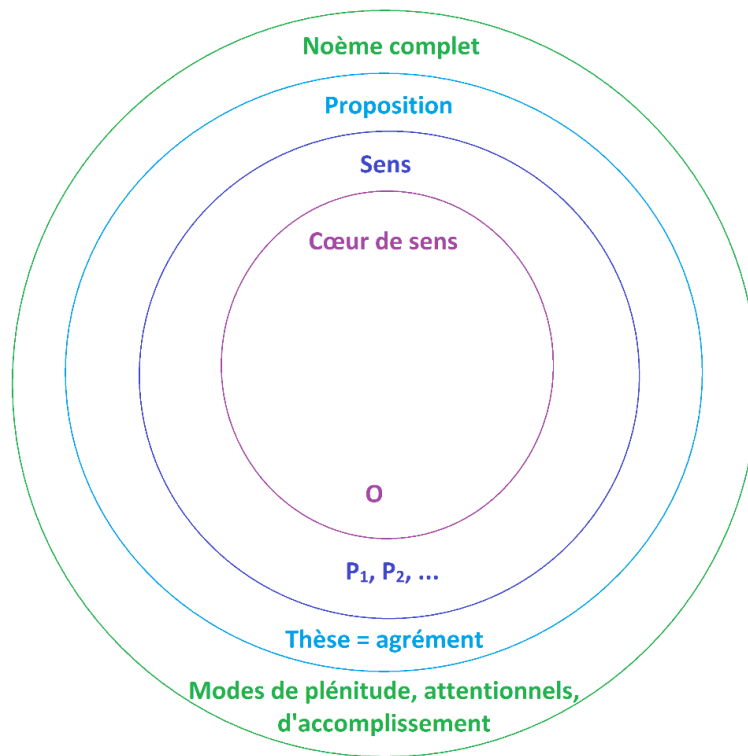 Noème complet
Proposition
Sens
Cœur de sens
O
P₁, P₂, ...
Thèse = agrément
Modes de plénitude, attentionnels,
d'accomplissement